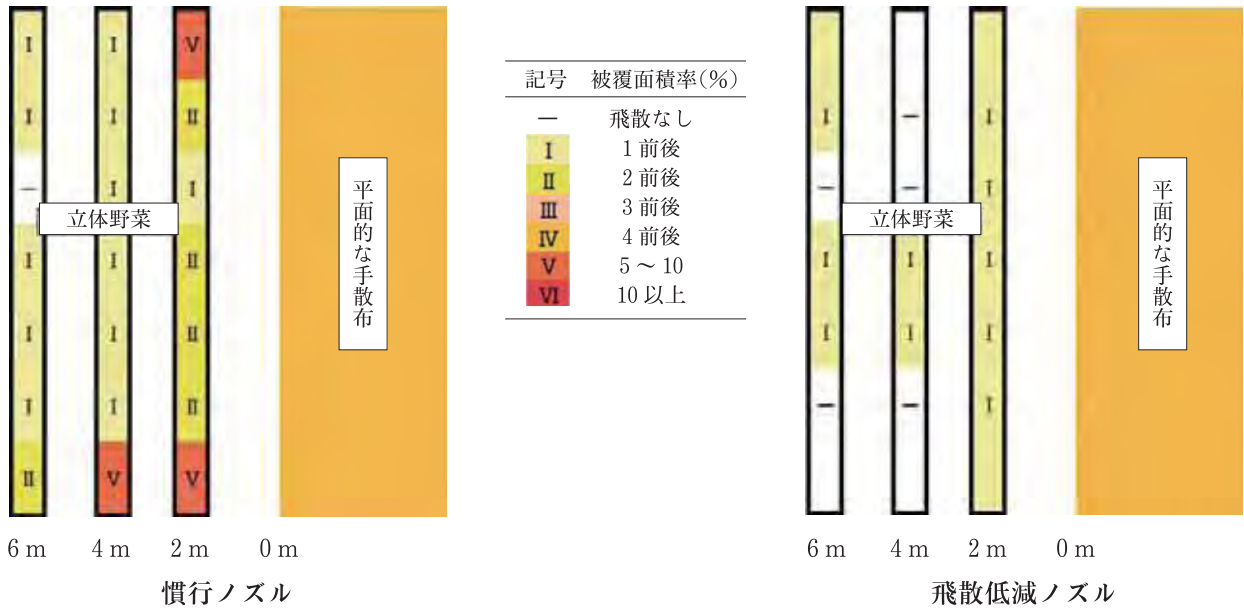 I
I
V
I
I
II
—
I
I
立体野菜
I
I
II
I
I
II
I
I
II
II
V
V
平面的な手散布
6 m
4 m
2 m
0 m
慣行ノズル
記号 被覆面積率(%)
— 飛散なし
I 1 前後
II 2 前後
III 3 前後
IV 4 前後
V 5 ～ 10
VI 10 以上
I
—
I
—
—
I
立体野菜
I
I
I
I
I
I
—
—
I
平面的な手散布
6 m
4 m
2 m
0 m
飛散低減ノズル